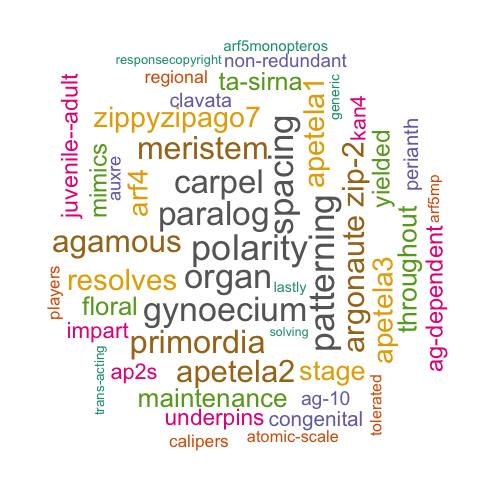 arf5monopteros
responsecopyright
non-redundant
regional
ta-sirna
generic
juvenile--adult
clavata
zippyzipago7
apetela1
kan4
mimics
auxre
arf4
meristem
spacing
zip-2
yielded
perianth
carpel
paralog
arf5mp
agamous
polarity
patterning
argonaute
throughout
ag-dependent
players
resolves
organ
lastly
apetela3
floral
gynoecium
impart
primordia
solving
trans-acting
ap2s
apetela2
stage
tolerated
maintenance
ag-10
underpins
congenital
calipers
atomic-scale